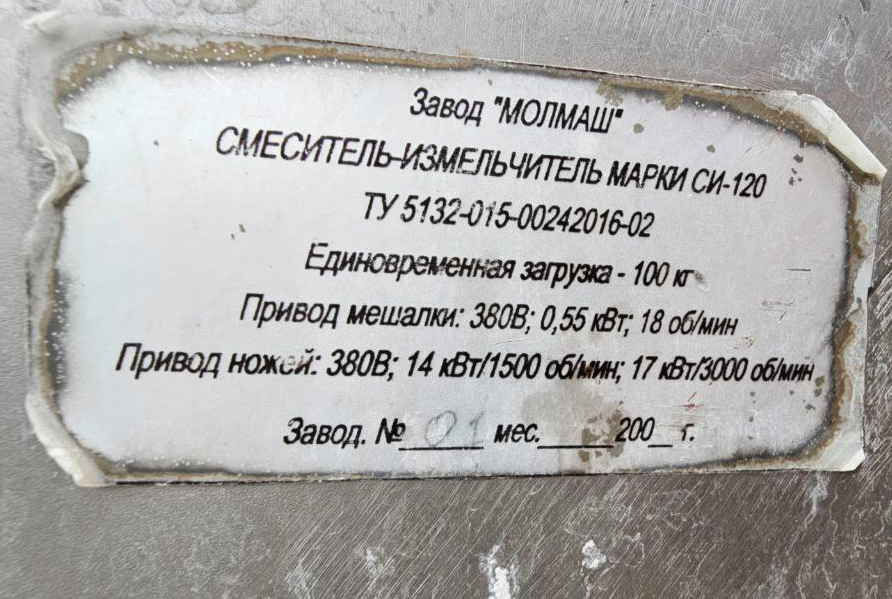 Завод "МОЛМАШ"
СМЕСИТЕЛЬ-ИЗМЕЛЬЧИТЕЛЬ МАРКИ СИ-120
ТУ 5132-015-00242016-02
Единовременная загрузка - 100 кг
Привод мешалки: 380В; 0,55 кВт; 18 об/мин
Привод ножей: 380В; 14 кВт/1500 об/мин; 17 кВт/3000 об/мин
Завод. № 01 мес.______200__ г.